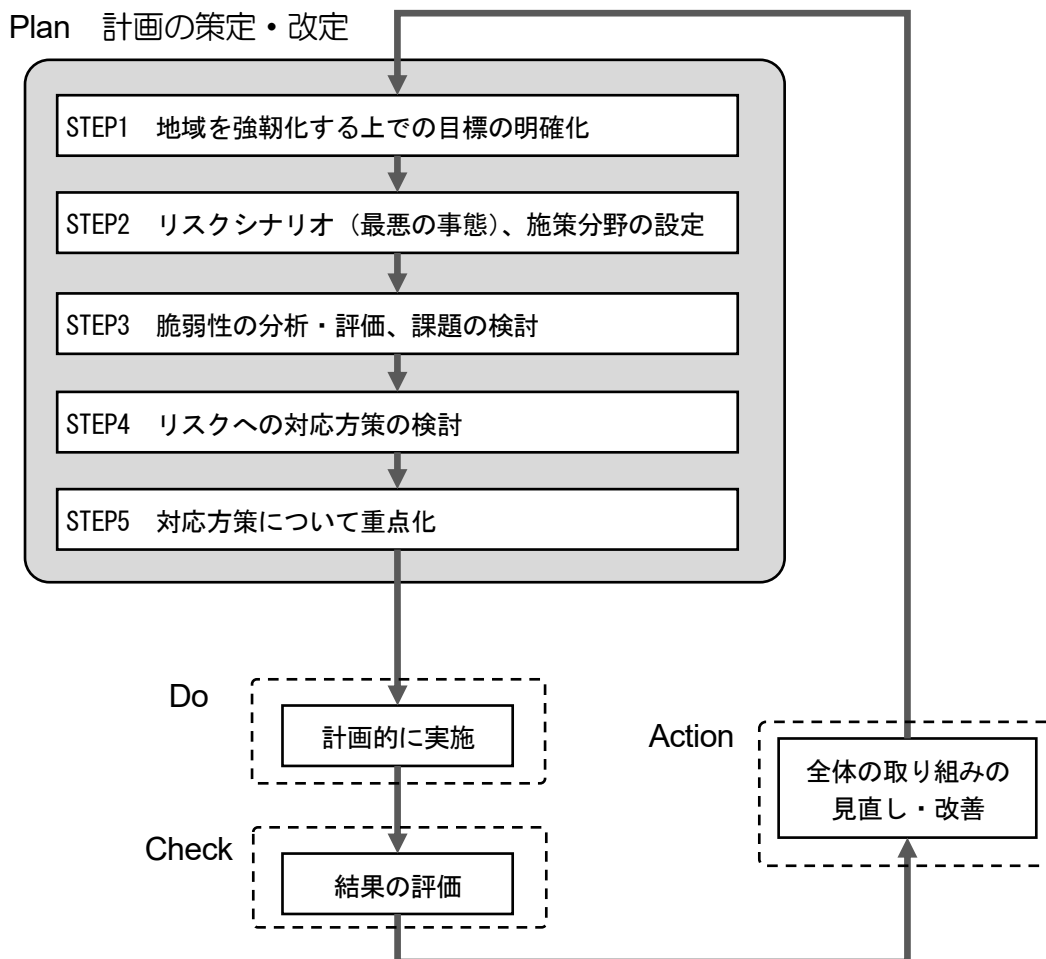 Plan　計画の策定・改定
STEP1　地域を強靭化する上での目標の明確化
STEP2　リスクシナリオ（最悪の事態）、施策分野の設定
STEP3　脆弱性の分析・評価、課題の検討
STEP4　リスクへの対応方策の検討
STEP5　対応方策について重点化
Do
計画的に実施
Check
結果の評価
Action
全体の取り組みの
見直し・改善